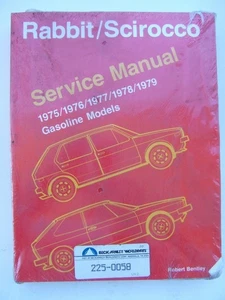 Rabbit/Scirocco
Service Manual
1975/1976/1977/1978/1979
Gasoline Models
225-0058
Robert Bentley